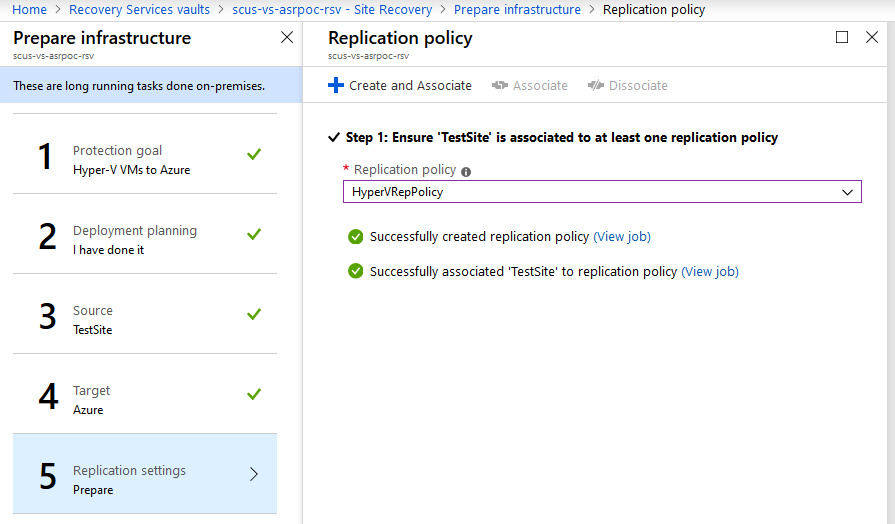 Home > Recovery Services vaults > scus-vs-asrpoc-rsv - Site Recovery > Prepare infrastructure > Replication policy
Prepare infrastructure
scus-vs-asrpoc-rsv
These are long running tasks done on-premises.
1
Protection goal
Hyper-V VMs to Azure
2
Deployment planning
I have done it
3
Source
TestSite
4
Target
Azure
5
Replication settings
Prepare
Replication policy
scus-vs-asrpoc-rsv
Create and Associate Associate Dissociate
Step 1: Ensure 'TestSite' is associated to at least one replication policy
* Replication policy
HyperVRepPolicy
Successfully created replication policy (View job)
Successfully associated 'TestSite' to replication policy (View job)